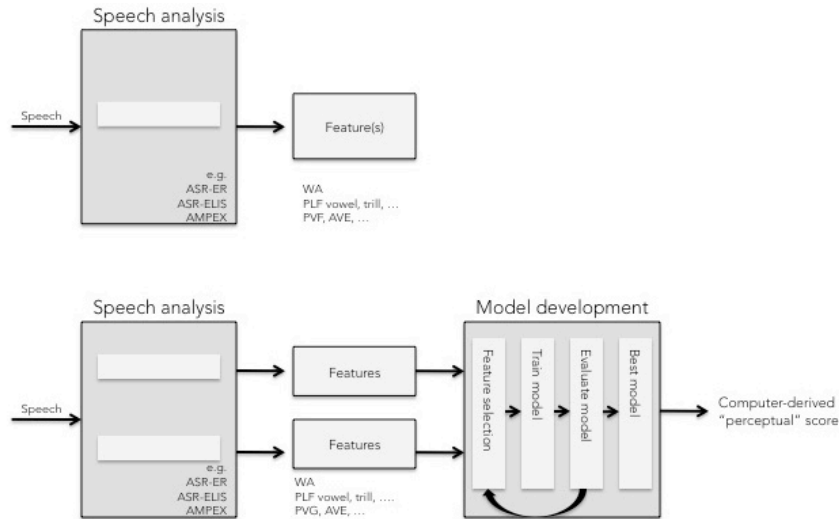 Speech analysis
Speech
Feature(s)
e.g.
ASR-ER
ASR-ELIS
AMPEX
WA
PLF vowel, trill, ...
PVF, AVE, ...
Speech analysis
Model development
Speech
Features
Features
Feature selection
Train model
Evaluate model
Best model
Computer-derived
“perceptual” score
e.g.
ASR-ER
ASR-ELIS
AMPEX
WA
PLF vowel, trill, ....
PVG, AVE, ...